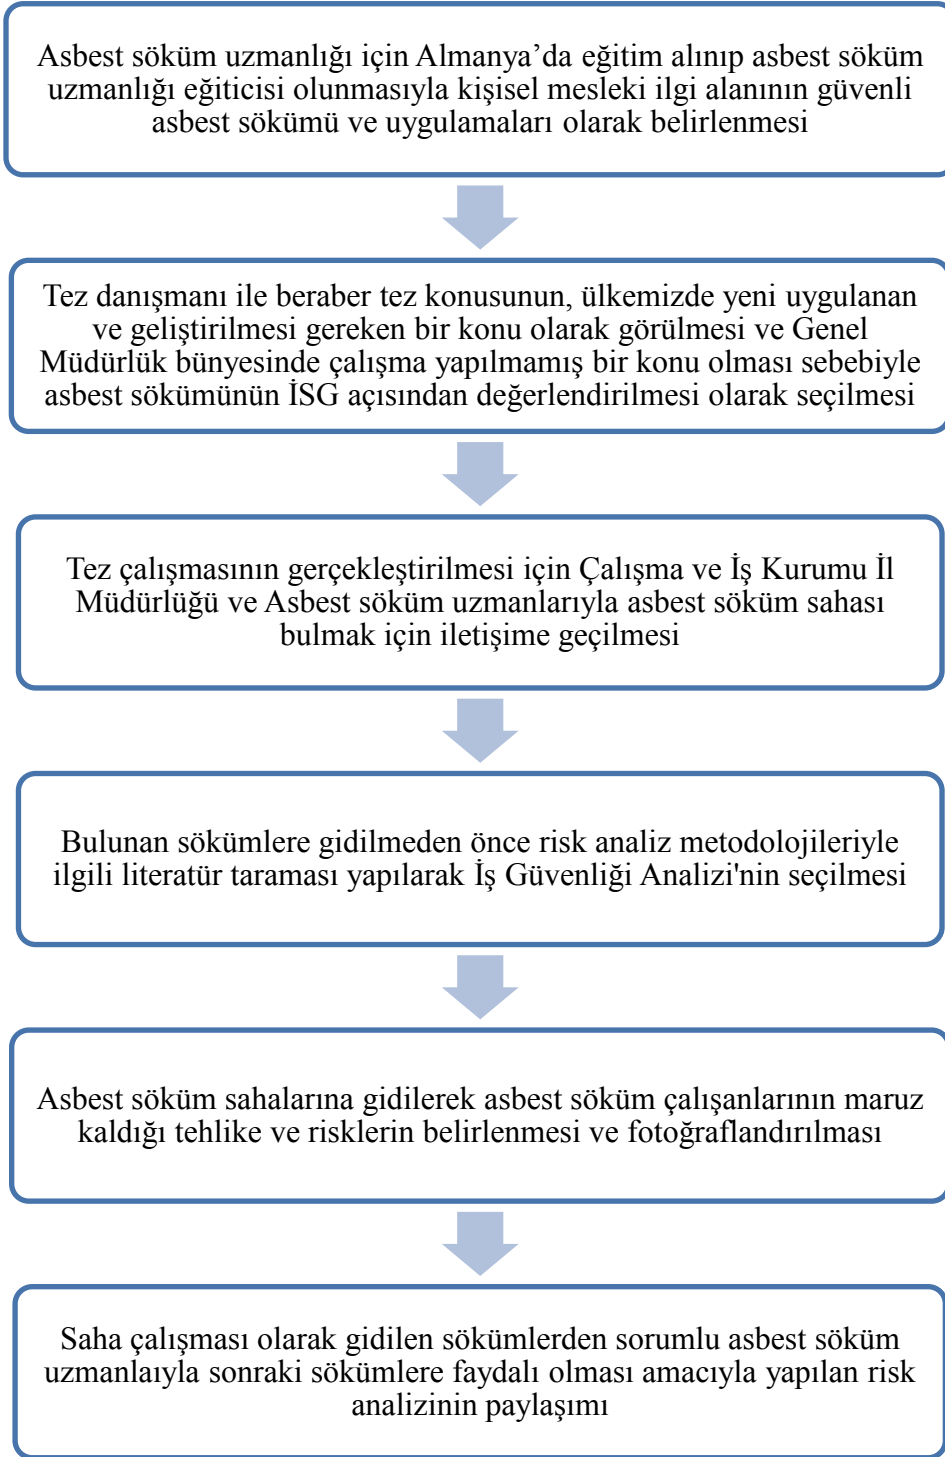 Asbest söküm uzmanlığı için Almanya’da eğitim alınıp asbest söküm
uzmanlığı eğiticisi olunmasıyla kişisel mesleki ilgi alanının güvenli
asbest sökümü ve uygulamaları olarak belirlenmesi
Tez danışmanı ile beraber tez konusunun, ülkemizde yeni uygulanan
ve geliştirilmesi gereken bir konu olarak görülmesi ve Genel
Müdürlük bünyesinde çalışma yapılmamış bir konu olması sebebiyle
asbest sökümünün İSG açısından değerlendirilmesi olarak seçilmesi
Tez çalışmasının gerçekleştirilmesi için Çalışma ve İş Kurumu İl
Müdürlüğü ve Asbest söküm uzmanlarıyla asbest söküm sahası
bulmak için iletişime geçilmesi
Bulunan sökümlere gidilmeden önce risk analiz metodolojileriyle
ilgili literatür taraması yapılarak İş Güvenliği Analizi'nin seçilmesi
Asbest söküm sahalarına gidilerek asbest söküm çalışanlarının maruz
kaldığı tehlike ve risklerin belirlenmesi ve fotoğraflandırılması
Saha çalışması olarak gidilen sökümlerden sorumlu asbest söküm
uzmanlaıyla sonraki sökümlere faydalı olması amacıyla yapılan risk
analizinin paylaşımı